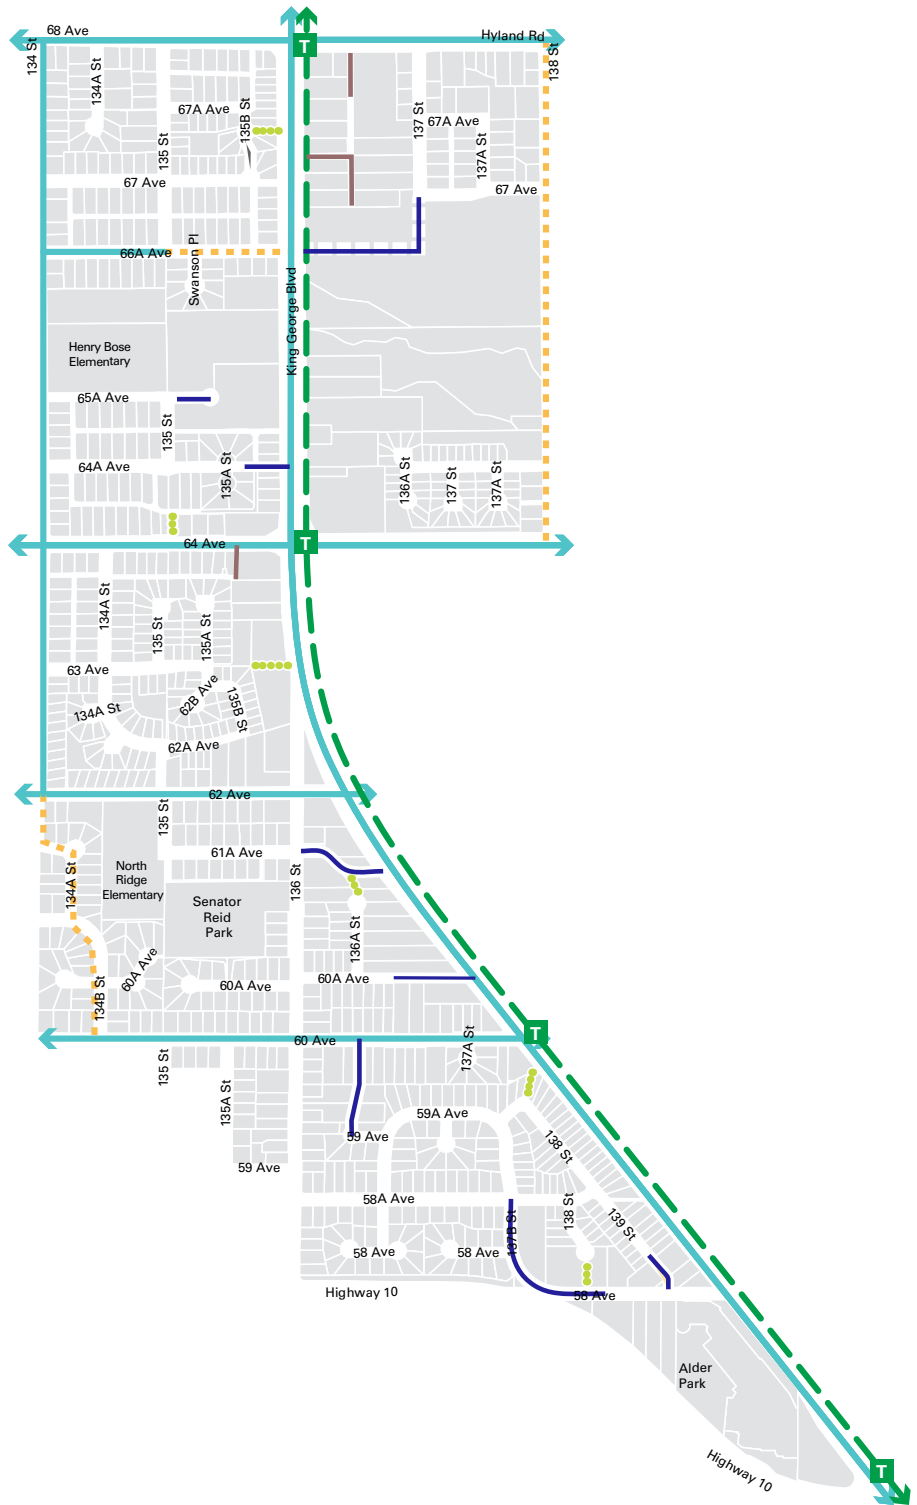 68 Ave
Hyland Rd
134 St
138 St
T
134A St
67A Ave
135B St
137 St
67A Ave
135 St
137A St
67 Ave
67 Ave
66A Ave
Swanson Pl
King George Blvd
Henry Bose
Elementary
65A Ave
135 St
64A Ave
135A St
136A St
137 St
137A St
64 Ave
T
134A St
135 St
135A St
63 Ave
62B Ave
135B St
134A St
62A Ave
62 Ave
135 St
61A Ave
134A St
North
Ridge
Elementary
136 St
Senator
Reid
Park
136A St
60A Ave
60A Ave
60A Ave
134B St
T
60 Ave
137A St
135 St
135A St
59A Ave
59 Ave
138 St
59 Ave
58A Ave
138 St
139 St
137B St
58 Ave
58 Ave
Highway 10
58 Ave
Alder
Park
Highway 10
T